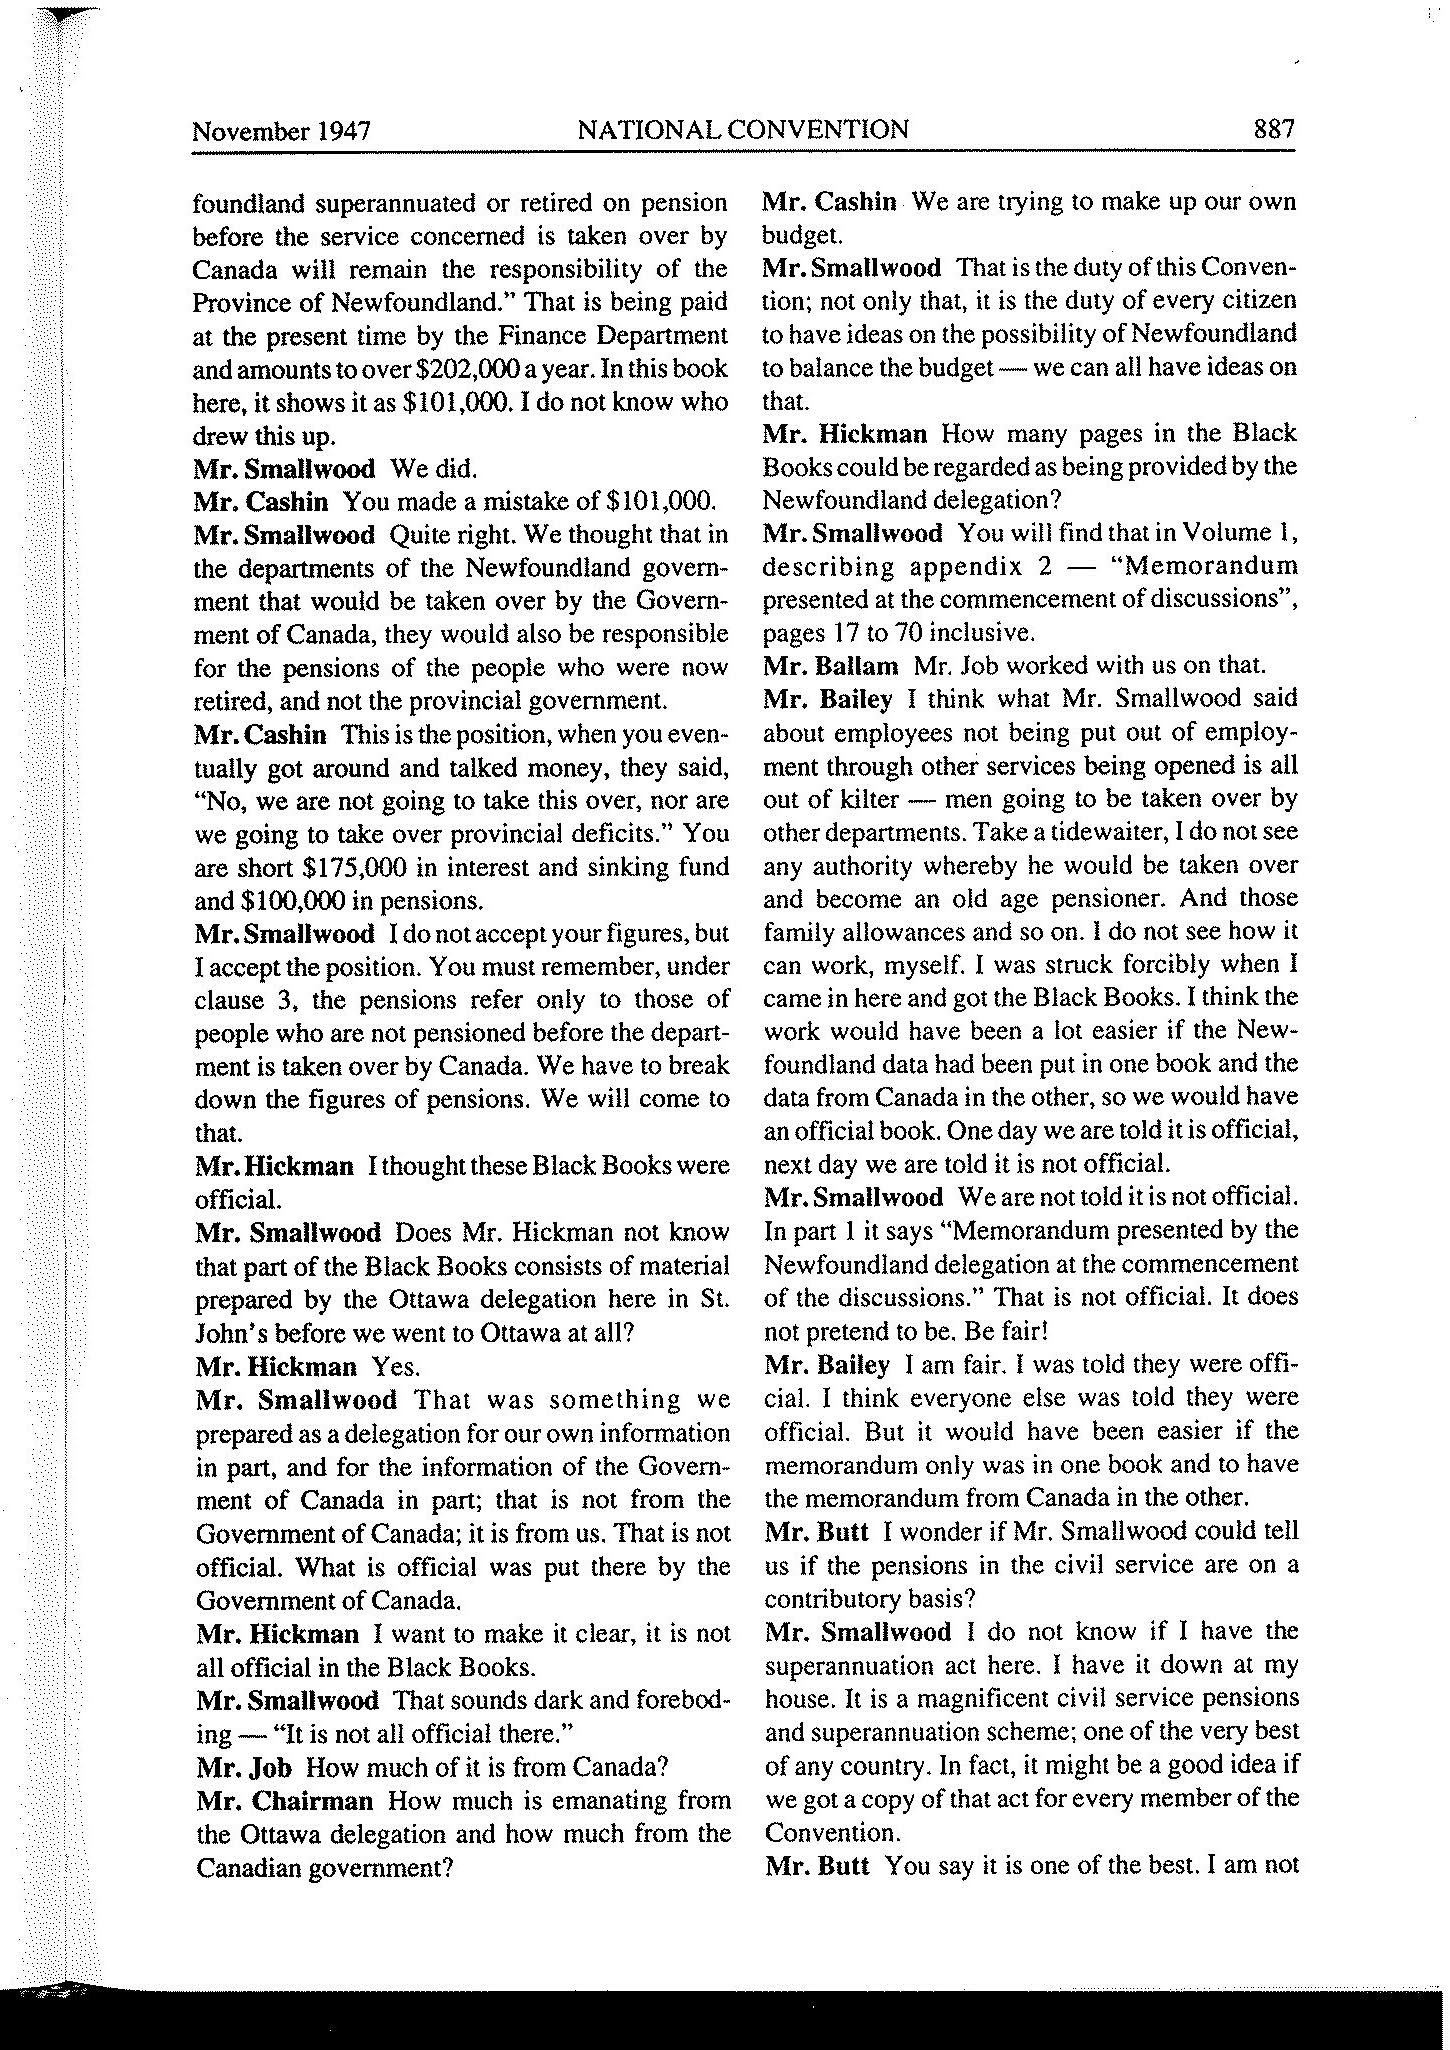 November 1947 NATIONAL CONVENTION 887
foundland superannuated or retired on pension
before the service concerned is taken over by
Canada will remain the responsibility of the
Province of Newfoundland.” That is being paid
at the present time by the Finance Department
and amounts to over $202,000 a year. In this book
here, it shows it as $101,000. I do not know who
drew this up.
Mr. Smallwood We did.
Mr. Cashin You made a mistake of $101,000.
Mr. Smallwood Quite right. We thought that in
the departments of the Newfoundland govern-
ment that would be taken over by the Govern-
ment of Canada, they would also be responsible
for the pensions of the people who were now
retired, and not the provincial government.
Mr. Cashin This is the position, when you even-
tually got around and talked money, they said,
“No, we are not going to take this over, nor are
we going to take over provincial deficits.” You
are short $175,000 in interest and sinking fund
and $100,000 in pensions.
Mr. Smallwood I do not accept your figures, but
I accept the position. You must remember, under
clause 3, the pensions refer only to those of
people who are not pensioned before the depart-
ment is taken over by Canada. We have to break
down the figures of pensions. We will come to
that.
Mr. Hickman I thought these Black Books were
official.
Mr. Smallwood Does Mr. Hickman not know
that part of the Black Books consists of material
prepared by the Ottawa delegation here in St.
John’s before we went to Ottawa at all?
Mr. Hickman Yes.
Mr. Smallwood That was something we
prepared as a delegation for our own information
in part, and for the information of the Govern-
ment of Canada in part; that is not from the
Government of Canada; it is from us. That is not
official. What is official was put there by the
Government of Canada.
Mr. Hickman I want to make it clear, it is not
all official in the Black Books.
Mr. Smallwood That sounds dark and forebod-
ing — “It is not all official there.”
Mr. Job How much of it is from Canada?
Mr. Chairman How much is emanating from
the Ottawa delegation and how much from the
Canadian government?
Mr. Cashin We are trying to make up our own
budget.
Mr. Smallwood That is the duty of this Conven-
tion; not only that, it is the duty of every citizen
to have ideas on the possibility of Newfoundland
to balance the budget — we can all have ideas on
that.
Mr. Hickman How many pages in the Black
Books could be regarded as being provided by the
Newfoundland delegation?
Mr. Smallwood You will find that in Volume 1,
describing appendix 2 — “Memorandum
presented at the commencement of discussions”,
pages 17 to 70 inclusive.
Mr. Ballam Mr. Job worked with us on that.
Mr. Bailey I think what Mr. Smallwood said
about employees not being put out of employ-
ment through other services being opened is all
out of kilter — men going to be taken over by
other departments. Take a tidewaiter, I do not see
any authority whereby he would be taken over
and become an old age pensioner. And those
family allowances and so on. I do not see how it
can work, myself. I was struck forcibly when I
came in here and got the Black Books. I think the
work would have been a lot easier if the New-
foundland data had been put in one book and the
data from Canada in the other, so we would have
an official book. One day we are told it is official,
next day we are told it is not official.
Mr. Smallwood We are not told it is not official.
In part 1 it says “Memorandum presented by the
Newfoundland delegation at the commencement
of the discussions.” That is not official. It does
not pretend to be. Be fair!
Mr. Bailey I am fair. I was told they were offi-
cial. I think everyone else was told they were
official. But it would have been easier if the
memorandum only was in one book and to have
the memorandum from Canada in the other.
Mr. Butt I wonder if Mr. Smallwood could tell
us if the pensions in the civil service are on a
contributory basis?
Mr. Smallwood I do not know if I have the
superannuation act here. I have it down at my
house. It is a magnificent civil service pensions
and superannuation scheme; one of the very best
of any country. In fact, it might be a good idea if
we got a copy of that act for every member of the
Convention.
Mr. Butt You say it is one of the best. I am not